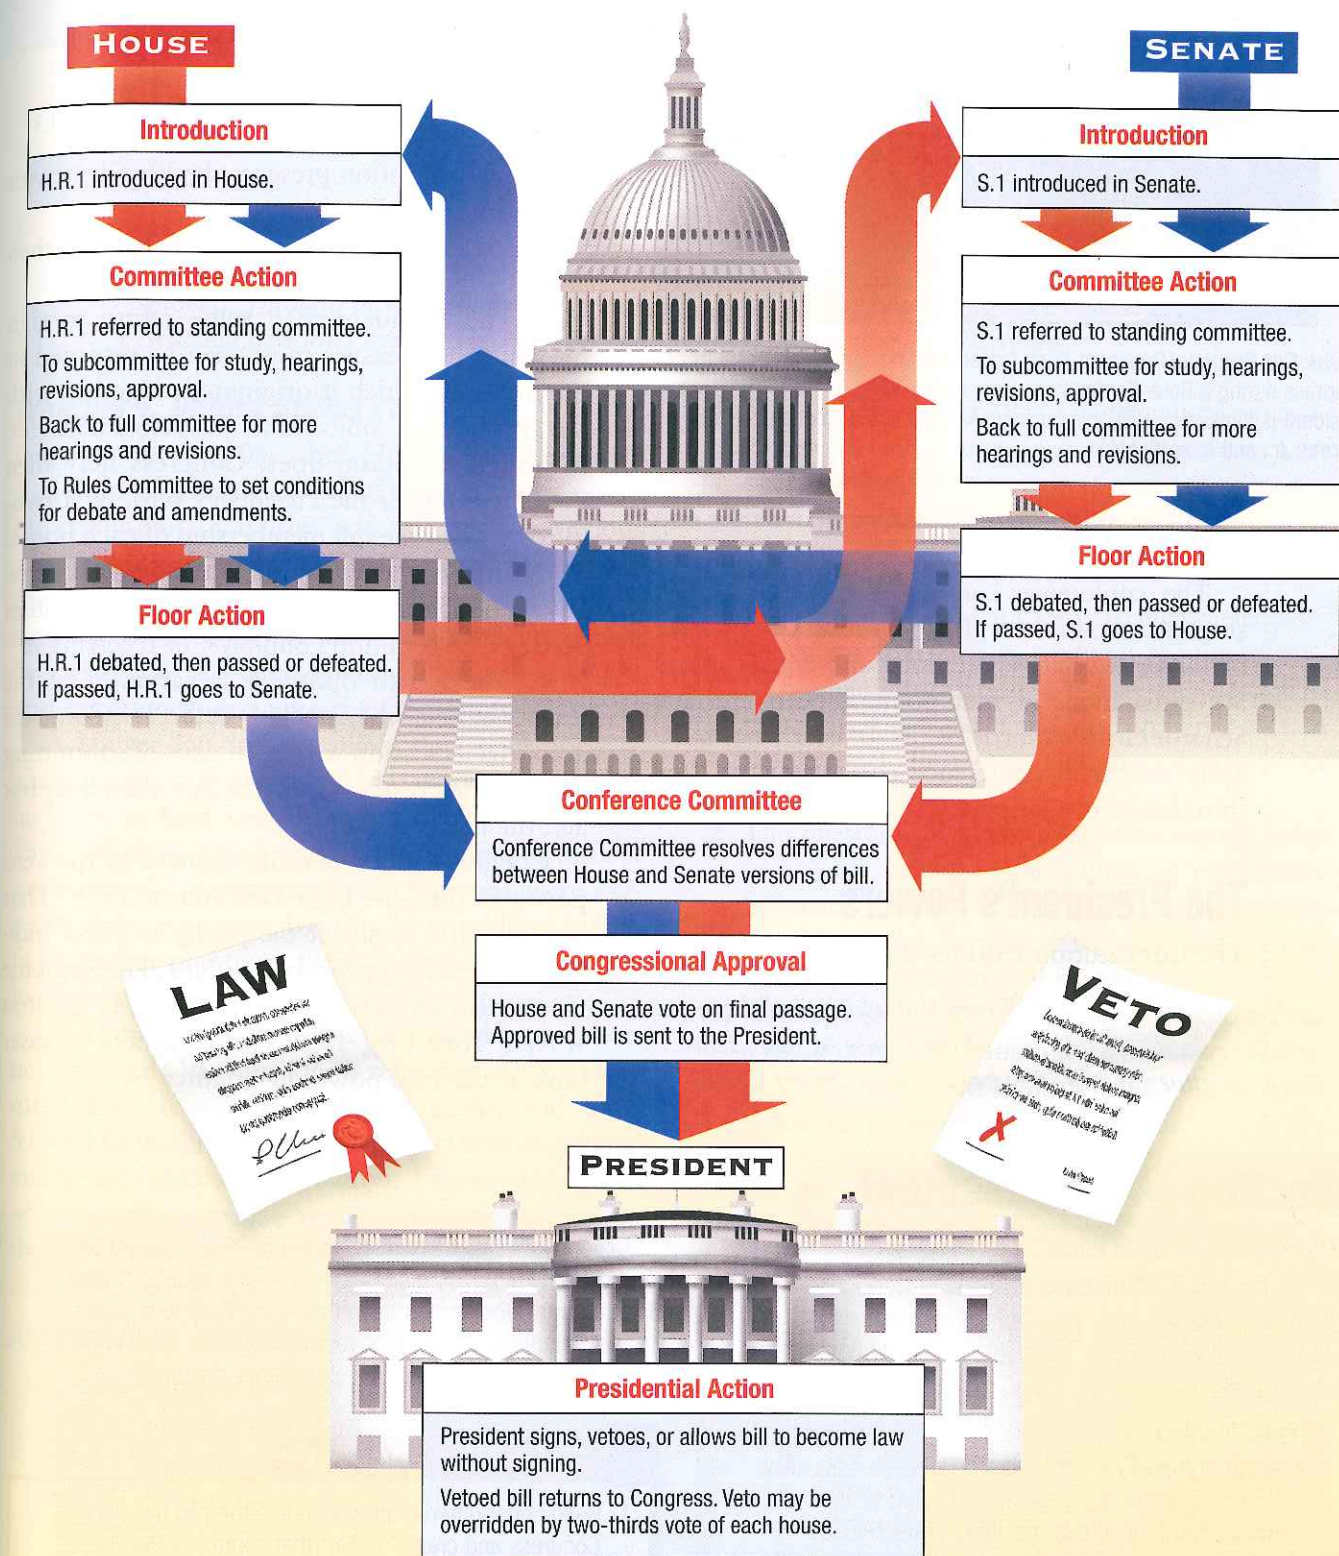 HOUSE
Introduction
H.R.1 introduced in House.
Committee Action
H.R.1 referred to standing committee.
To subcommittee for study, hearings,
revisions, approval.
Back to full committee for more
hearings and revisions.
To Rules Committee to set conditions
for debate and amendments.
Floor Action
H.R.1 debated, then passed or defeated.
If passed, H.R.1 goes to Senate.
SENATE
Introduction
S.1 introduced in Senate.
Committee Action
S.1 referred to standing committee.
To subcommittee for study, hearings,
revisions, approval.
Back to full committee for more
hearings and revisions.
Floor Action
S.1 debated, then passed or defeated.
If passed, S.1 goes to House.
Conference Committee
Conference Committee resolves differences
between House and Senate versions of bill.
Congressional Approval
House and Senate vote on final passage.
Approved bill is sent to the President.
LAW
VETO
PRESIDENT
Presidential Action
President signs, vetoes, or allows bill to become law
without signing.
Vetoed bill returns to Congress. Veto may be
overridden by two-thirds vote of each house.